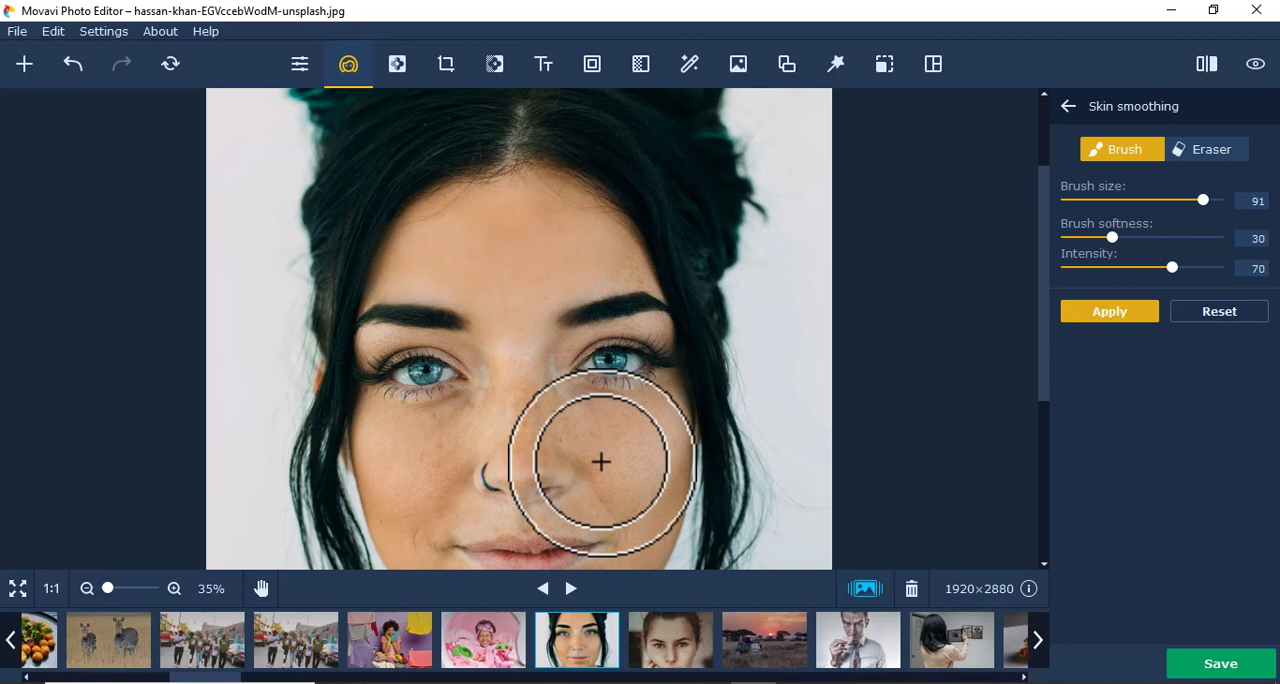 Movavi Photo Editor – hassan-khan-EGVccebWodM-unsplash.jpg
File Edit Settings About Help
Skin smoothing
Brush Eraser
Brush size:
91
Brush softness:
30
Intensity:
70
Apply Reset
1:1 35% 1920×2880
Save